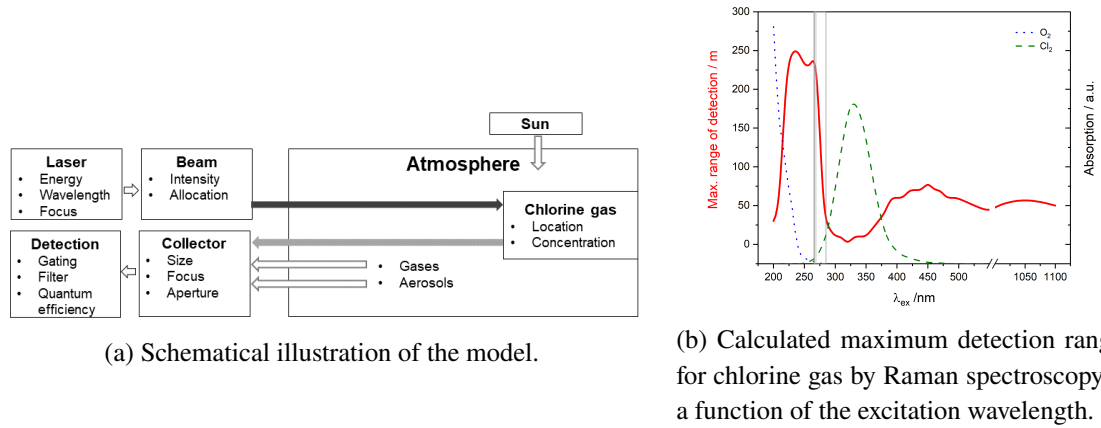 Sun
Atmosphere
Laser
• Energy
• Wavelength
• Focus
Beam
• Intensity
• Allocation
Chlorine gas
• Location
• Concentration
Detection
• Gating
• Filter
• Quantum
efficiency
Collector
• Size
• Focus
• Aperture
• Gases
• Aerosols
(a) Schematical illustration of the model.
300
250
200
150
100
50
0
Max. range of detection / m
O₂
Cl₂
Absorption / a.u.
200 250 300 350 400 450 500 1050 1100
λex /nm
(b) Calculated maximum detection rang
for chlorine gas by Raman spectroscopy
a function of the excitation wavelength.